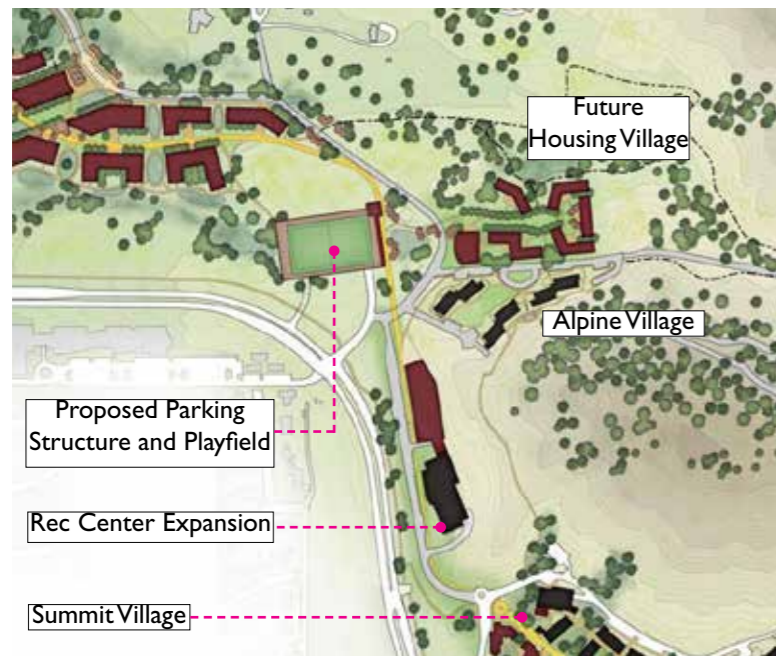 Future
Housing Village
Alpine Village
Proposed Parking
Structure and Playfield
Rec Center Expansion
Summit Village